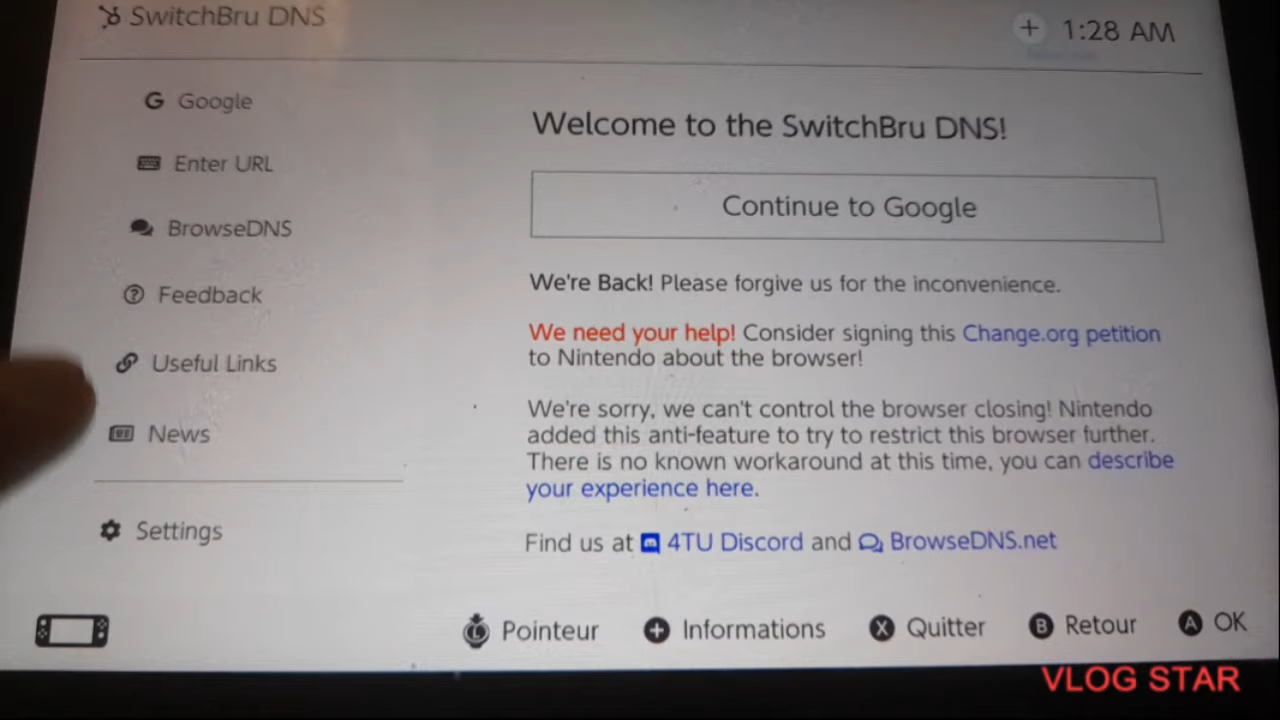 SwitchBru DNS
+ 1:28 AM
Google
Enter URL
BrowseDNS
Feedback
Useful Links
News
Settings
Welcome to the SwitchBru DNS!
Continue to Google
We're Back! Please forgive us for the inconvenience.
We need your help! Consider signing this Change.org petition
to Nintendo about the browser!
We're sorry, we can't control the browser closing! Nintendo
added this anti-feature to try to restrict this browser further.
There is no known workaround at this time, you can describe
your experience here.
Find us at 4TU Discord and BrowseDNS.net
L Pointeur + Informations X Quitter B Retour A OK
VLOG STAR